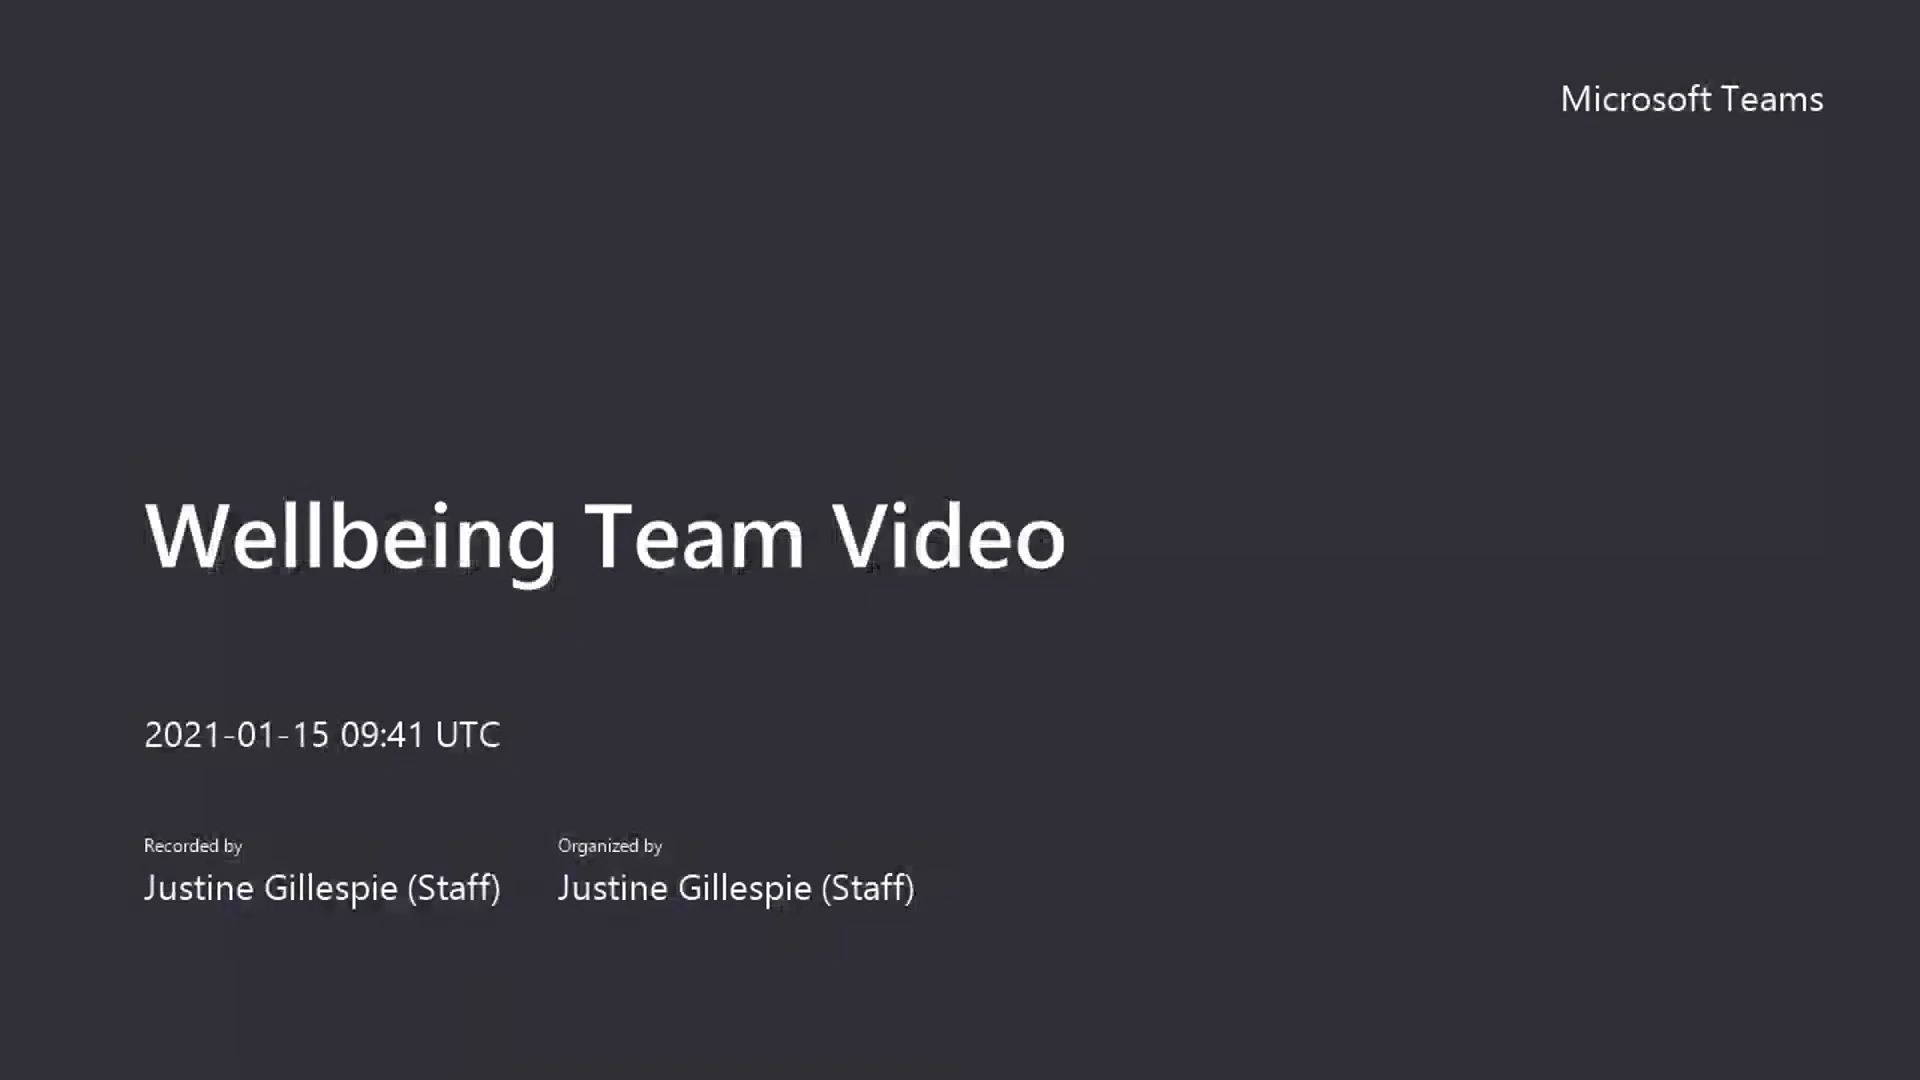 Microsoft Teams
Wellbeing Team Video
2021-01-15 09:41 UTC
Recorded by
Justine Gillespie (Staff)
Organized by
Justine Gillespie (Staff)